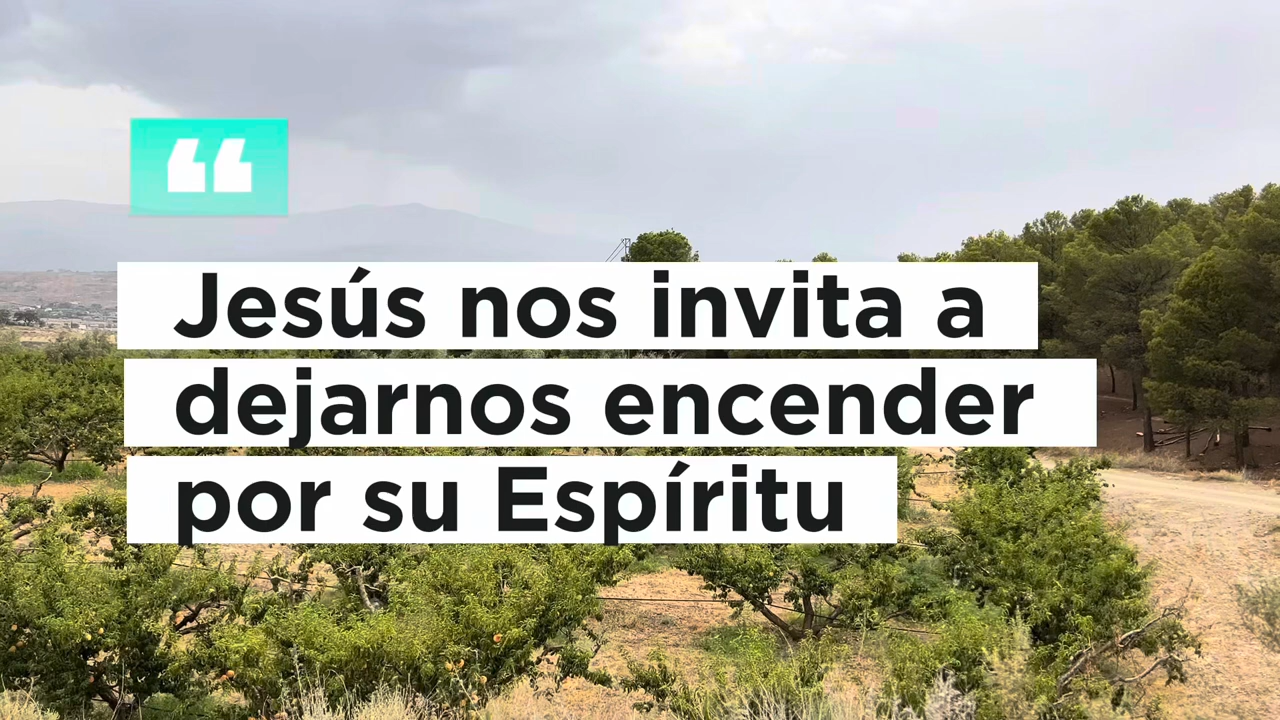 “
Jesús nos invita a
dejarnos encender
por su Espíritu